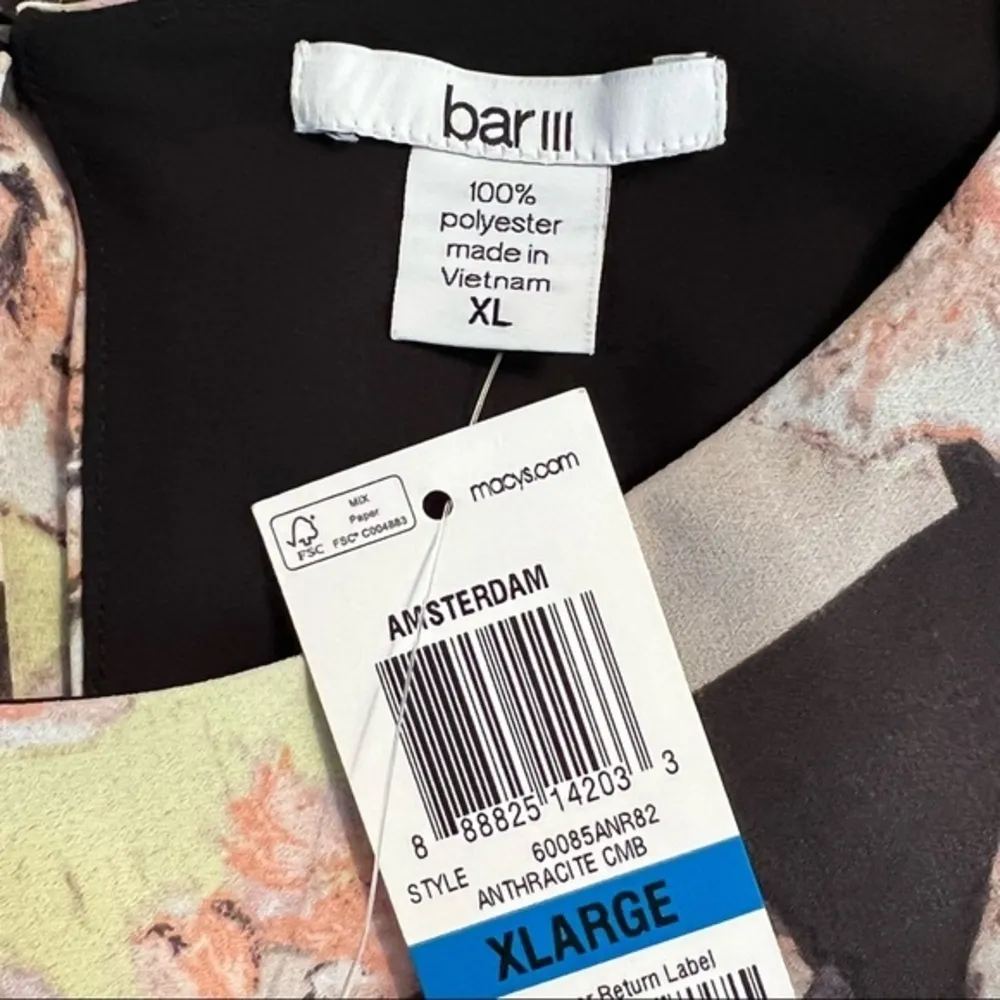 bar III
100%
polyester
made in
Vietnam
XL
macys.com
MIX
Paper
FSC® C004883
FSC
AMSTERDAM
8 88825 14203 3
STYLE 60085ANR82
ANTHRACITE CMB
XLARGE
Return Label